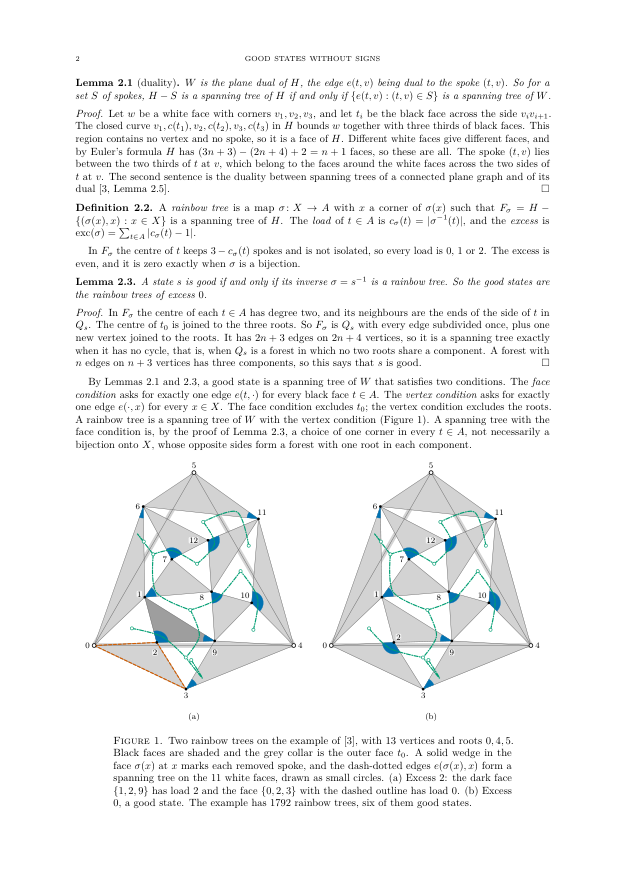 2 GOOD STATES WITHOUT SIGNS
Lemma 2.1 (duality). W is the plane dual of H, the edge e(t, v) being dual to the spoke (t, v). So for a
set S of spokes, H − S is a spanning tree of H if and only if {e(t, v) : (t, v) ∈ S} is a spanning tree of W.
Proof. Let w be a white face with corners v₁, v₂, v₃, and let tᵢ be the black face across the side vᵢvᵢ₊₁.
The closed curve v₁, c(t₁), v₂, c(t₂), v₃, c(t₃) in H bounds w together with three thirds of black faces. This
region contains no vertex and no spoke, so it is a face of H. Different white faces give different faces, and
by Euler's formula H has (3n + 3) − (2n + 4) + 2 = n + 1 faces, so these are all. The spoke (t, v) lies
between the two thirds of t at v, which belong to the faces around the white faces across the two sides of
t at v. The second sentence is the duality between spanning trees of a connected plane graph and of its
dual [3, Lemma 2.5]. □
Definition 2.2. A rainbow tree is a map σ: X → A with x a corner of σ(x) such that F_σ = H −
{(σ(x), x) : x ∈ X} is a spanning tree of H. The load of t ∈ A is c_σ(t) = |σ⁻¹(t)|, and the excess is
exc(σ) = ∑_{t∈A} |c_σ(t) − 1|.
In F_σ the centre of t keeps 3 − c_σ(t) spokes and is not isolated, so every load is 0, 1 or 2. The excess is
even, and it is zero exactly when σ is a bijection.
Lemma 2.3. A state s is good if and only if its inverse σ = s⁻¹ is a rainbow tree. So the good states are
the rainbow trees of excess 0.
Proof. In F_σ the centre of each t ∈ A has degree two, and its neighbours are the ends of the side of t in
Q_s. The centre of t₀ is joined to the three roots. So F_σ is Q_s with every edge subdivided once, plus one
new vertex joined to the roots. It has 2n + 3 edges on 2n + 4 vertices, so it is a spanning tree exactly
when it has no cycle, that is, when Q_s is a forest in which no two roots share a component. A forest with
n edges on n + 3 vertices has three components, so this says that s is good. □
By Lemmas 2.1 and 2.3, a good state is a spanning tree of W that satisfies two conditions. The face
condition asks for exactly one edge e(t, ·) for every black face t ∈ A. The vertex condition asks for exactly
one edge e(·, x) for every x ∈ X. The face condition excludes t₀; the vertex condition excludes the roots.
A rainbow tree is a spanning tree of W with the vertex condition (Figure 1). A spanning tree with the
face condition is, by the proof of Lemma 2.3, a choice of one corner in every t ∈ A, not necessarily a
bijection onto X, whose opposite sides form a forest with one root in each component.
5 5
6 11 6 11
12 12
7 7
1 8 10 1 8 10
0 2 9 4 0 2 9 4
3 3
(a) (b)
Figure 1. Two rainbow trees on the example of [3], with 13 vertices and roots 0, 4, 5.
Black faces are shaded and the grey collar is the outer face t₀. A solid wedge in the
face σ(x) at x marks each removed spoke, and the dash-dotted edges e(σ(x), x) form a
spanning tree on the 11 white faces, drawn as small circles. (a) Excess 2: the dark face
{1, 2, 9} has load 2 and the face {0, 2, 3} with the dashed outline has load 0. (b) Excess
0, a good state. The example has 1792 rainbow trees, six of them good states.